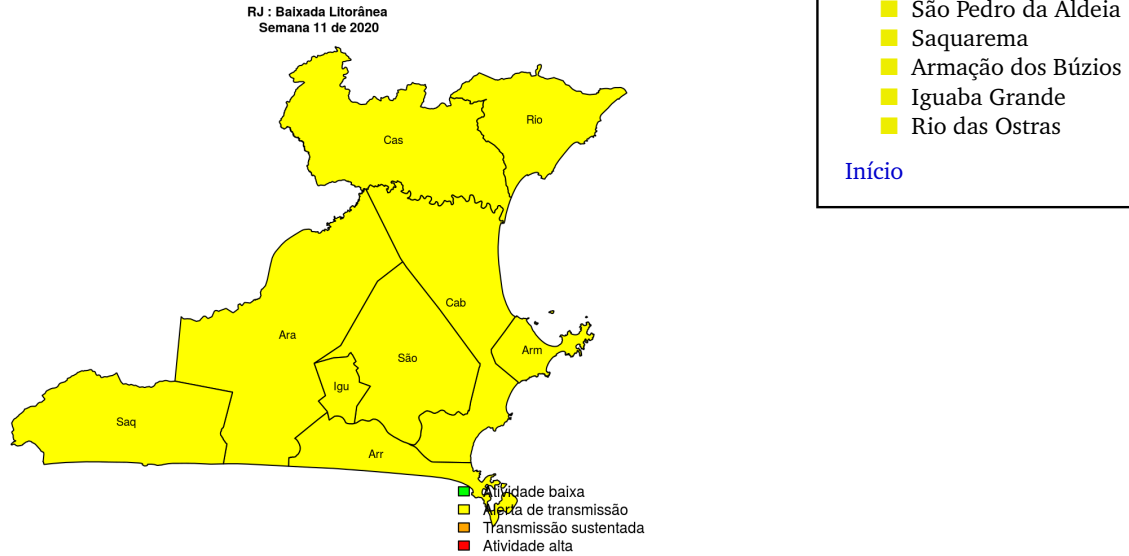 RJ : Baixada Litorânea
Semana 11 de 2020
Cas
Rio
Cab
Ara
Arm
São
Igu
Saq
Arr
Atividade baixa
Alerta de transmissão
Transmissão sustentada
Atividade alta
São Pedro da Aldeia
Saquarema
Armação dos Búzios
Iguaba Grande
Rio das Ostras
Início